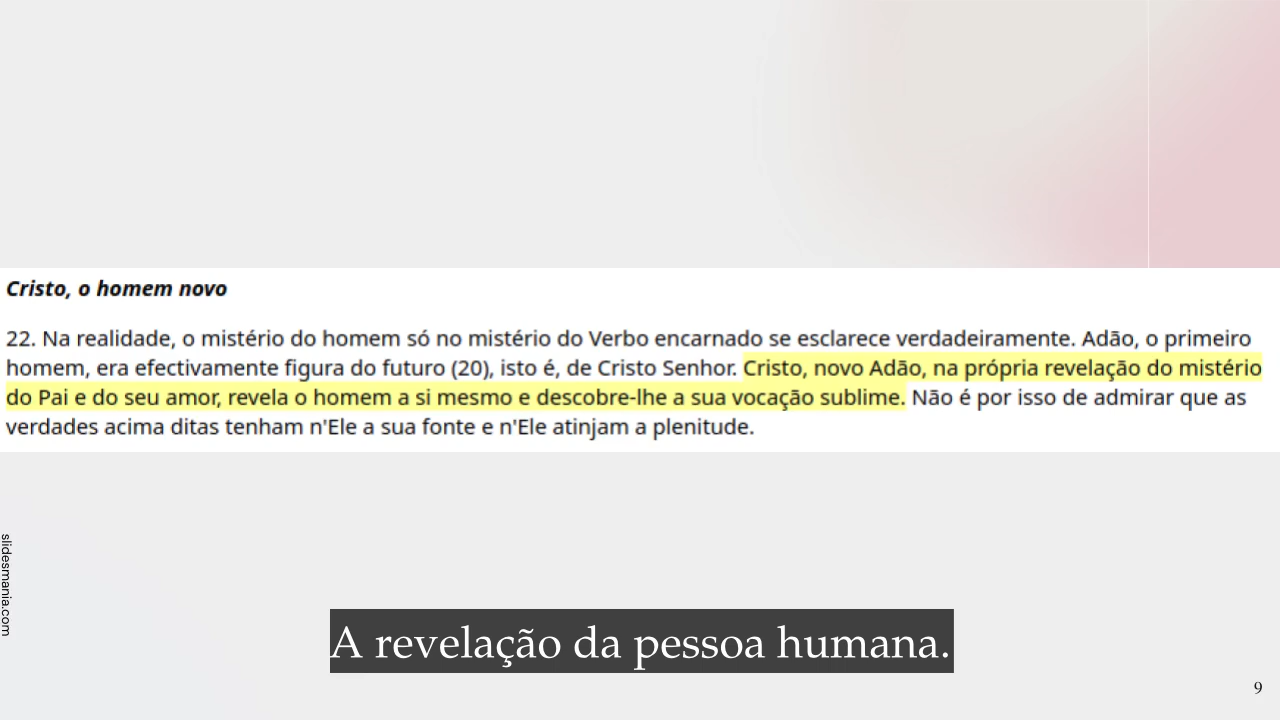 Cristo, o homem novo
22. Na realidade, o mistério do homem só no mistério do Verbo encarnado se esclarece verdadeiramente. Adão, o primeiro
homem, era efectivamente figura do futuro (20), isto é, de Cristo Senhor. Cristo, novo Adão, na própria revelação do mistério
do Pai e do seu amor, revela o homem a si mesmo e descobre-lhe a sua vocação sublime. Não é por isso de admirar que as
verdades acima ditas tenham n'Ele a sua fonte e n'Ele atinjam a plenitude.
slidesmania.com
A revelação da pessoa humana.
9